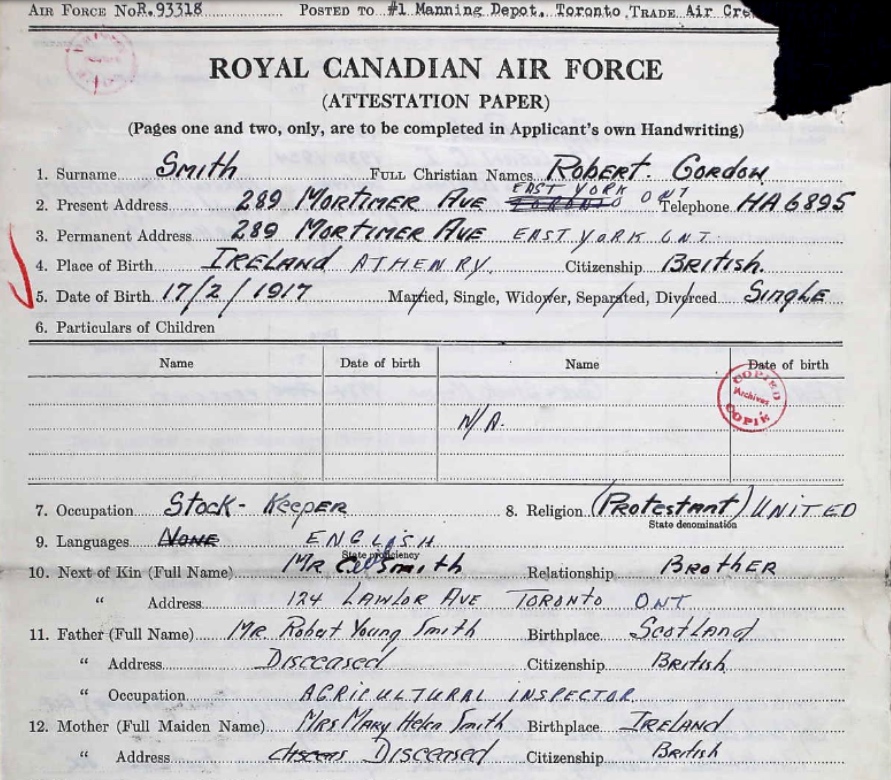 AIR FORCE No R.93318 POSTED TO #1 Manning Depot, Toronto TRADE Air Cre
ROYAL CANADIAN AIR FORCE
(ATTESTATION PAPER)
(Pages one and two, only, are to be completed in Applicant's own Handwriting)
1. Surname Smith FULL Christian Names Robert. Gordon
2. Present Address 289 Mortimer Ave Toronto EAST YORK ONT Telephone HA 6895
3. Permanent Address 289 Mortimer Ave EAST YORK ONT.
4. Place of Birth IRELAND ATHENRY. Citizenship British.
5. Date of Birth 17/2/1917 Married, Single, Widower, Separated, Divorced Single
6. Particulars of Children
Name Date of birth Name Date of birth
COPIED Archives COPIÉ
N/A.
7. Occupation Stock-Keeper 8. Religion (Protestant) UNITED
State denomination
9. Languages None ENGLISH
State proficiency
10. Next of Kin (Full Name) Mr Smith Relationship Brother
" Address 124 Lawlor Ave Toronto ONT
11. Father (Full Name) Mr. Robert Young Smith Birthplace Scotland
" Address Disceased Citizenship British
" Occupation AGRICULTURAL INSPECTOR
12. Mother (Full Maiden Name) Mrs Mary Helen Smith Birthplace IRELAND
" Address Disceased Citizenship British